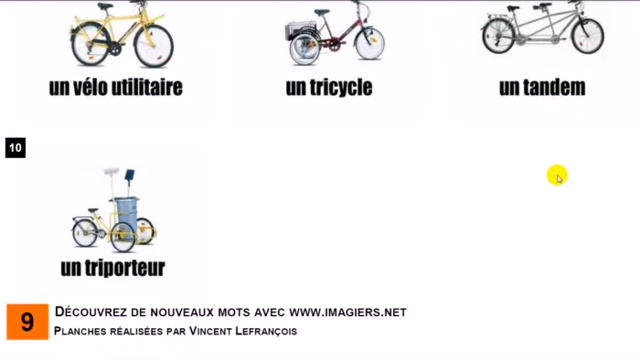 un vélo utilitaire
un tricycle
un tandem
10
un triporteur
9
DÉCOUVREZ DE NOUVEAUX MOTS AVEC WWW.IMAGIERS.NET
PLANCHES RÉALISÉES PAR VINCENT LEFRANÇOIS